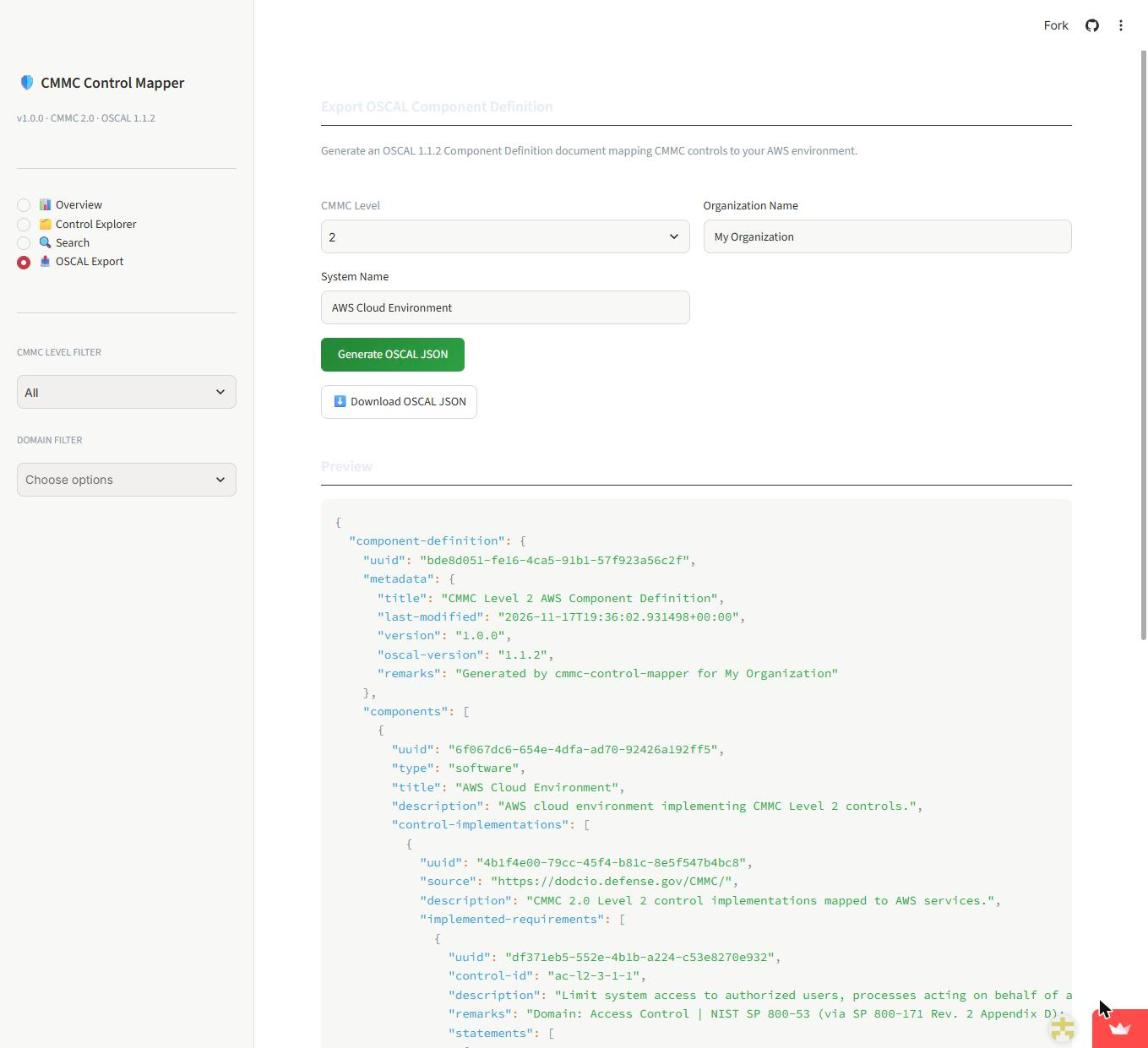 Fork
CMMC Control Mapper
v1.0.0 · CMMC 2.0 · OSCAL 1.1.2
Overview
Control Explorer
Search
OSCAL Export
CMMC LEVEL FILTER
All
DOMAIN FILTER
Choose options
Export OSCAL Component Definition
Generate an OSCAL 1.1.2 Component Definition document mapping CMMC controls to your AWS environment.
CMMC Level
2
Organization Name
My Organization
System Name
AWS Cloud Environment
Generate OSCAL JSON
Download OSCAL JSON
Preview
{
"component-definition": {
"uuid": "bde8d051-fe16-4ca5-91b1-57f923a56c2f",
"metadata": {
"title": "CMMC Level 2 AWS Component Definition",
"last-modified": "2026-11-17T19:36:02.931498+00:00",
"version": "1.0.0",
"oscal-version": "1.1.2",
"remarks": "Generated by cmmc-control-mapper for My Organization"
},
"components": [
{
"uuid": "6f067dc6-654e-4dfa-ad70-92426a192ff5",
"type": "software",
"title": "AWS Cloud Environment",
"description": "AWS cloud environment implementing CMMC Level 2 controls.",
"control-implementations": [
{
"uuid": "4b1f4e00-79cc-45f4-b81c-8e5f547b4bc8",
"source": "https://dodcio.defense.gov/CMMC/",
"description": "CMMC 2.0 Level 2 control implementations mapped to AWS services.",
"implemented-requirements": [
{
"uuid": "df371eb5-552e-4b1b-a224-c53e8270e932",
"control-id": "ac-l2-3-1-1",
"description": "Limit system access to authorized users, processes acting on behalf of a
"remarks": "Domain: Access Control | NIST SP 800-53 (via SP 800-171 Rev. 2 Appendix D):
"statements": [